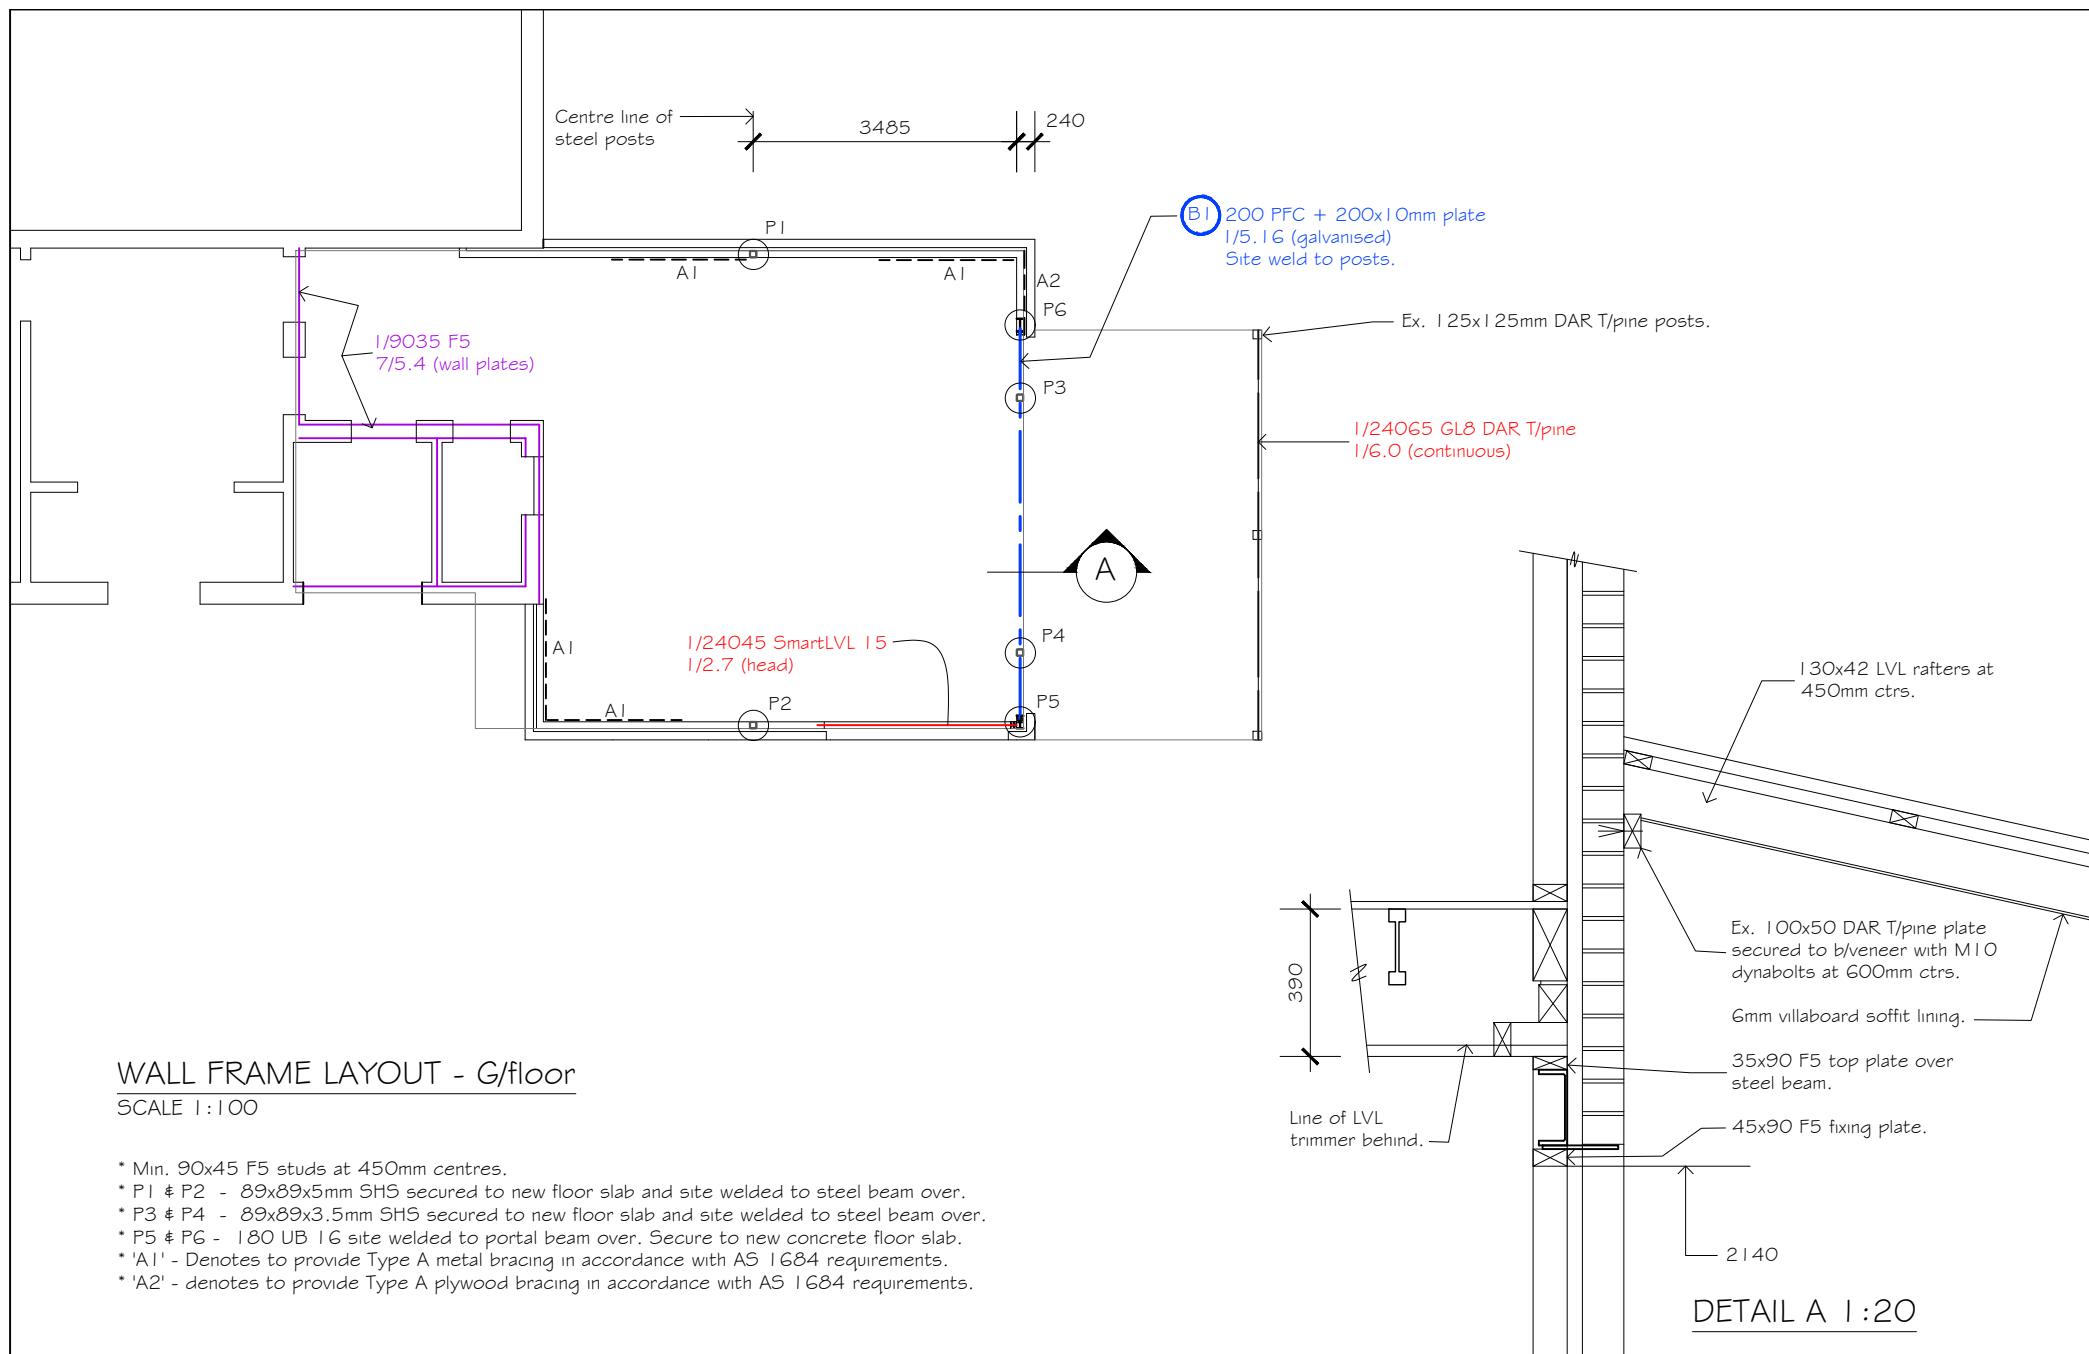 Centre line of
steel posts
3485
240
P1
B1
200 PFC + 200x10mm plate
1/5.16 (galvanised)
Site weld to posts.
A1
A1
A2
P6
Ex. 125x125mm DAR T/pine posts.
1/9035 F5
7/5.4 (wall plates)
P3
1/24065 GL8 DAR T/pine
1/6.0 (continuous)
A
A1
1/24045 SmartLVL 15
1/2.7 (head)
P4
A1
P2
P5
130x42 LVL rafters at
450mm ctrs.
Ex. 100x50 DAR T/pine plate
secured to b/veneer with M10
dynabolts at 600mm ctrs.
390
6mm villaboard soffit lining.
35x90 F5 top plate over
steel beam.
Line of LVL
trimmer behind.
45x90 F5 fixing plate.
2140
DETAIL A 1:20
WALL FRAME LAYOUT - G/floor
SCALE 1:100
* Min. 90x45 F5 studs at 450mm centres.
* P1 & P2 - 89x89x5mm SHS secured to new floor slab and site welded to steel beam over.
* P3 & P4 - 89x89x3.5mm SHS secured to new floor slab and site welded to steel beam over.
* P5 & P6 - 180 UB 16 site welded to portal beam over. Secure to new concrete floor slab.
* 'A1' - Denotes to provide Type A metal bracing in accordance with AS 1684 requirements.
* 'A2' - denotes to provide Type A plywood bracing in accordance with AS 1684 requirements.